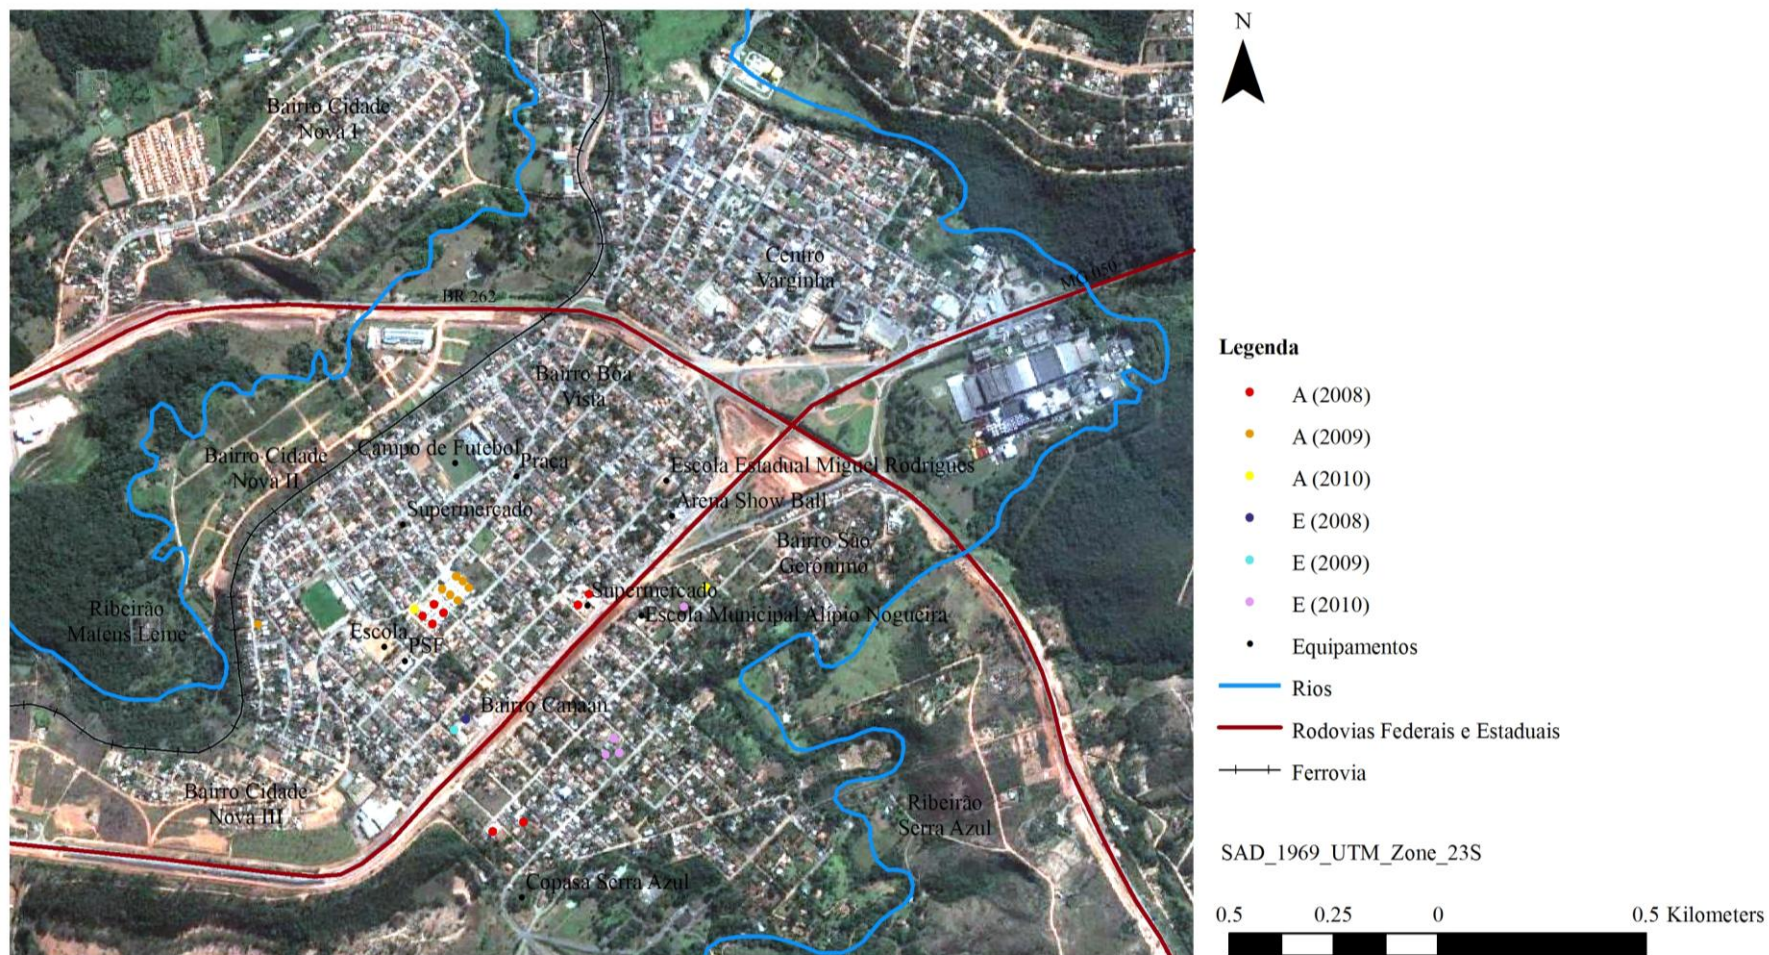 Bairro Cidade
Nova I
Centro
Varginha
MG 050
BR 262
Bairro Boa
Vista
Campo de Futebol
Praça
Bairro Cidade
Nova II
Supermercado
Escola Estadual Miguel Rodrigues
Arena Show Ball
Bairro São
Gerônimo
Supermercado
Escola Municipal Alípio Nogueira
Ribeirão
Mateus Leme
Escola
PSF
Bairro Canaãn
Bairro Cidade
Nova III
Ribeirão
Serra Azul
Copasa Serra Azul
N
Legenda
A (2008)
A (2009)
A (2010)
E (2008)
E (2009)
E (2010)
Equipamentos
Rios
Rodovias Federais e Estaduais
Ferrovia
SAD_1969_UTM_Zone_23S
0.5 0.25 0 0.5 Kilometers